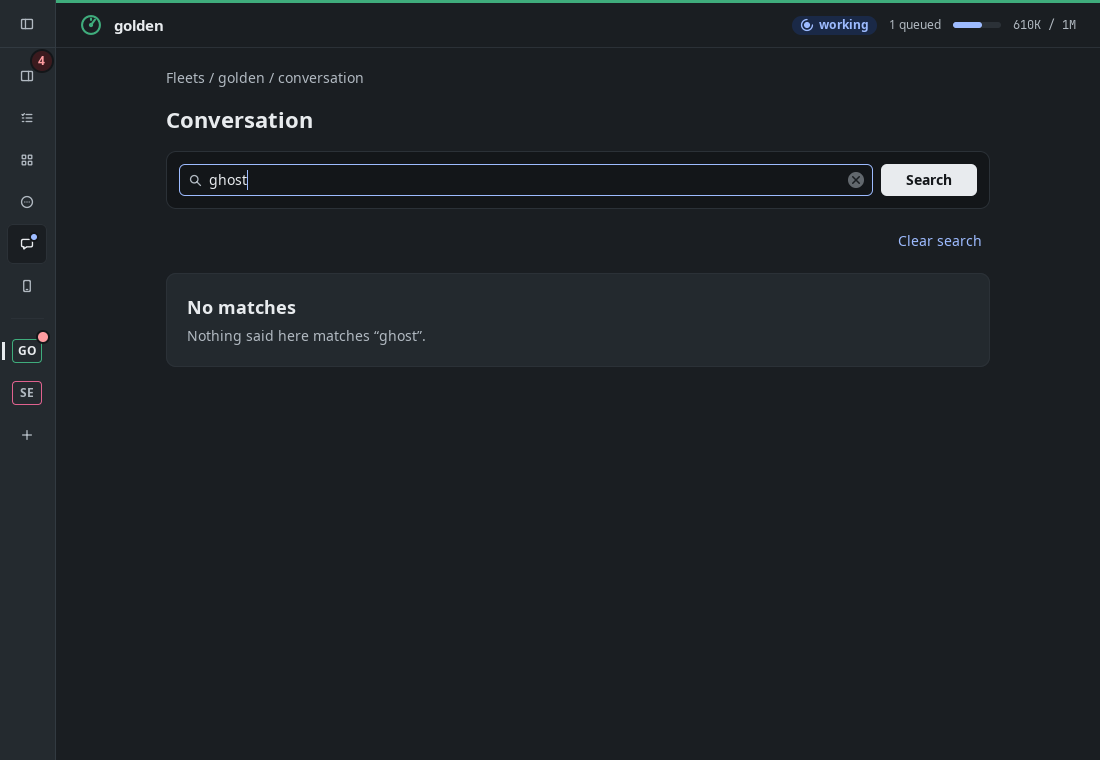 golden
working
1 queued
610K / 1M
4
Fleets / golden / conversation
Conversation
ghost
Search
Clear search
No matches
Nothing said here matches “ghost”.
GO
SE